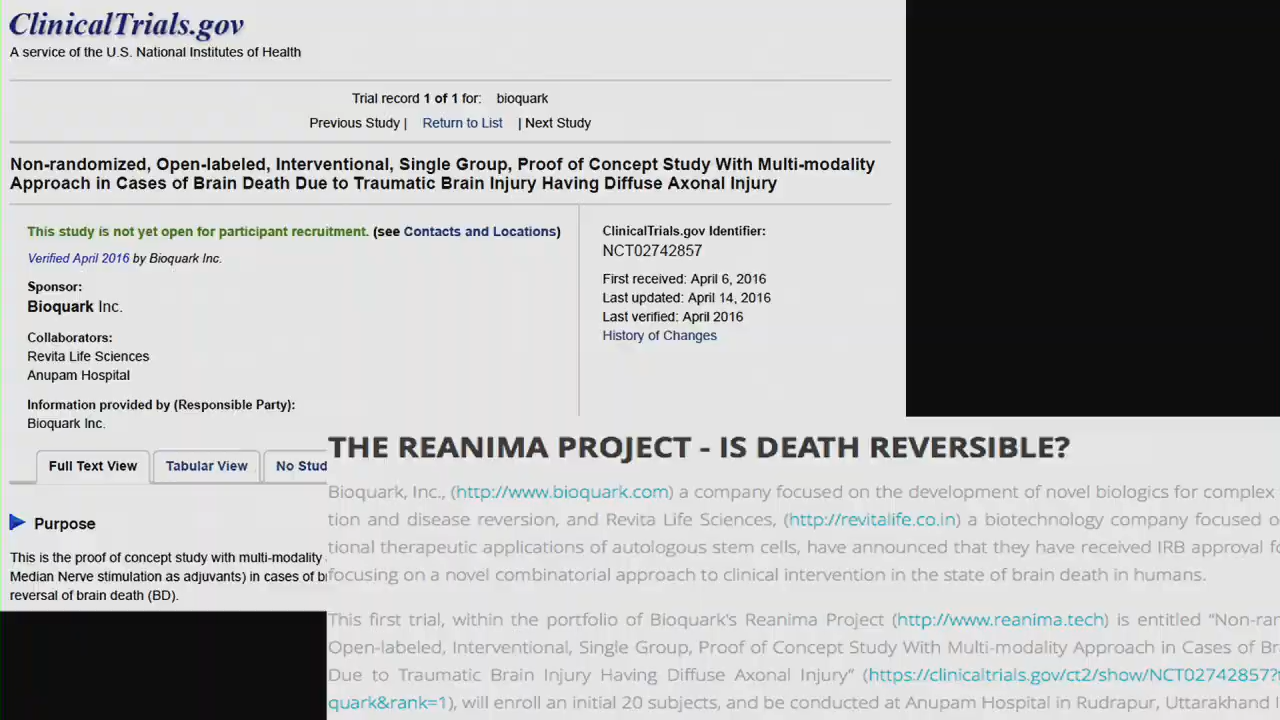 ClinicalTrials.gov
A service of the U.S. National Institutes of Health
Trial record 1 of 1 for: bioquark
Previous Study | Return to List | Next Study
Non-randomized, Open-labeled, Interventional, Single Group, Proof of Concept Study With Multi-modality
Approach in Cases of Brain Death Due to Traumatic Brain Injury Having Diffuse Axonal Injury
This study is not yet open for participant recruitment. (see Contacts and Locations)
Verified April 2016 by Bioquark Inc.
Sponsor:
Bioquark Inc.
Collaborators:
Revita Life Sciences
Anupam Hospital
Information provided by (Responsible Party):
Bioquark Inc.
ClinicalTrials.gov Identifier:
NCT02742857
First received: April 6, 2016
Last updated: April 14, 2016
Last verified: April 2016
History of Changes
Full Text View Tabular View No Stud
Purpose
This is the proof of concept study with multi-modality
Median Nerve stimulation as adjuvants) in cases of
reversal of brain death (BD).
THE REANIMA PROJECT - IS DEATH REVERSIBLE?
Bioquark, Inc., (http://www.bioquark.com) a company focused on the development of novel biologics for complex
tion and disease reversion, and Revita Life Sciences, (http://revitalife.co.in) a biotechnology company focused
tional therapeutic applications of autologous stem cells, have announced that they have received IRB approval
focusing on a novel combinatorial approach to clinical intervention in the state of brain death in humans.
This first trial, within the portfolio of Bioquark's Reanima Project (http://www.reanima.tech) is entitled “Non-ran
Open-labeled, Interventional, Single Group, Proof of Concept Study With Multi-modality Approach in Cases of
Due to Traumatic Brain Injury Having Diffuse Axonal Injury” (https://clinicaltrials.gov/ct2/show/NCT02742857?
quark&rank=1), will enroll an initial 20 subjects, and be conducted at Anupam Hospital in Rudrapur, Uttarakhand